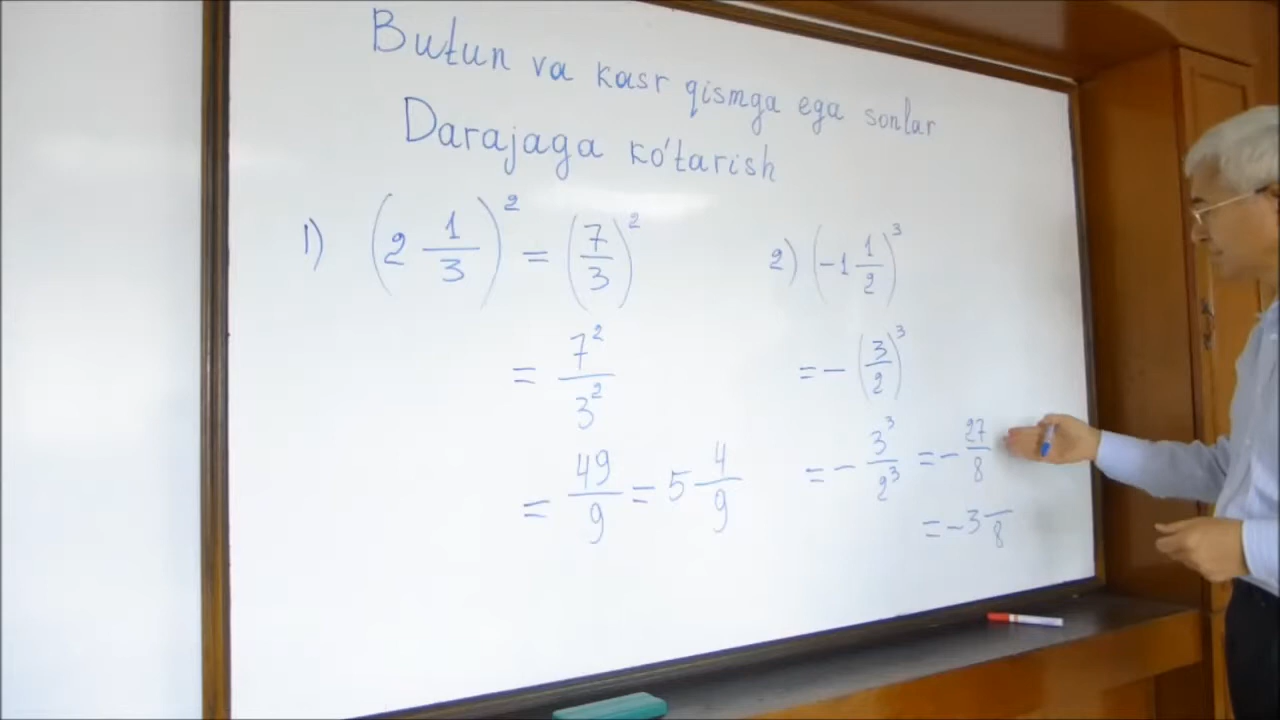 Butun va kasr qismga ega sonlar
Darajaga ko'tarish
1) (2 1/3)² = (7/3)²
= 7²/3²
= 49/9 = 5 4/9
2) (-1 1/2)³
= - (3/2)³
= - 3³/2³ = - 27/8
= - 3 /8